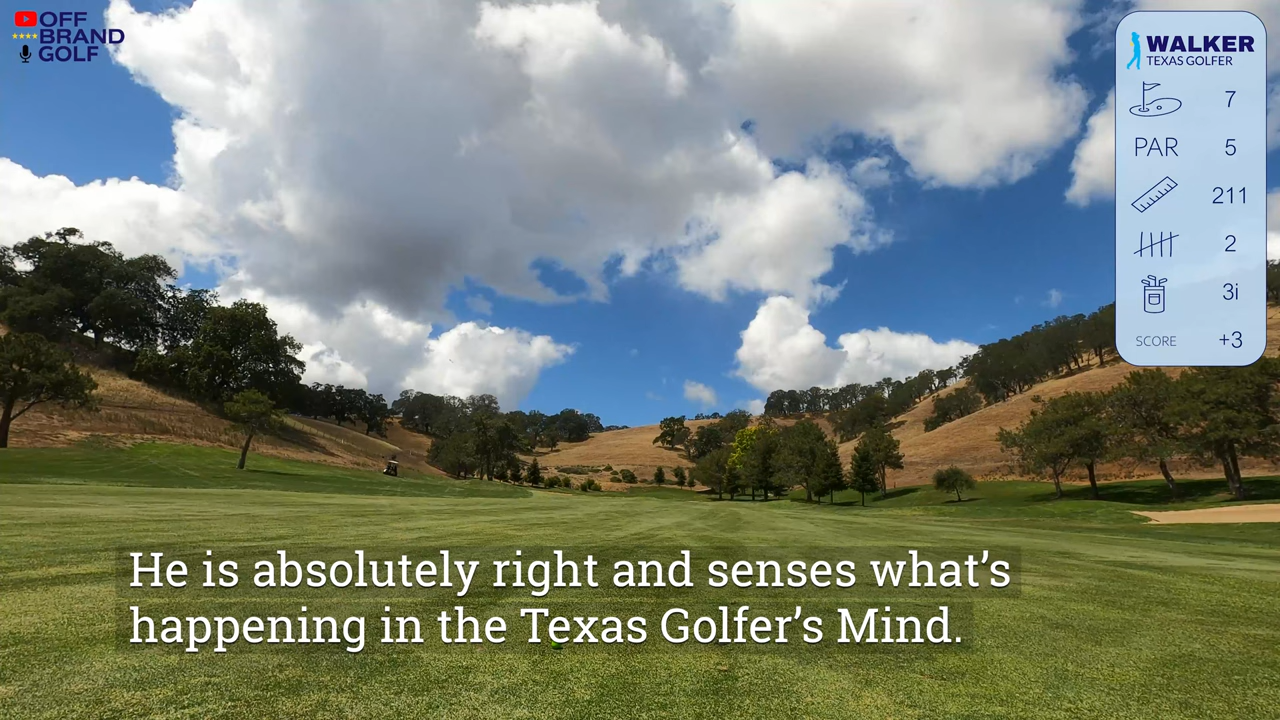 OFF
BRAND
GOLF
WALKER
TEXAS GOLFER
7
PAR 5
211
2
3i
SCORE +3
He is absolutely right and senses what's
happening in the Texas Golfer's Mind.